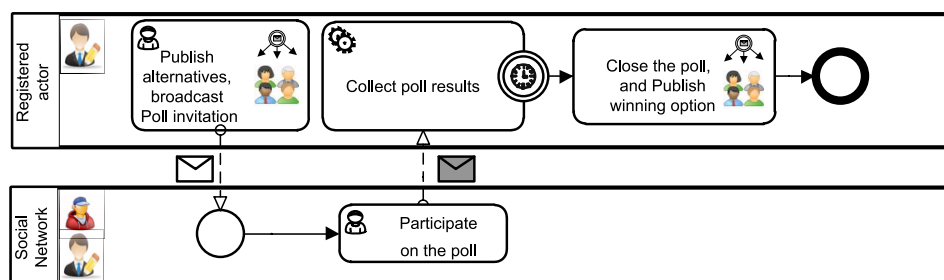 Registered
actor
Publish
alternatives,
broadcast
Poll invitation
Collect poll results
Close the poll,
and Publish
winning option
Social
Network
Participate
on the poll